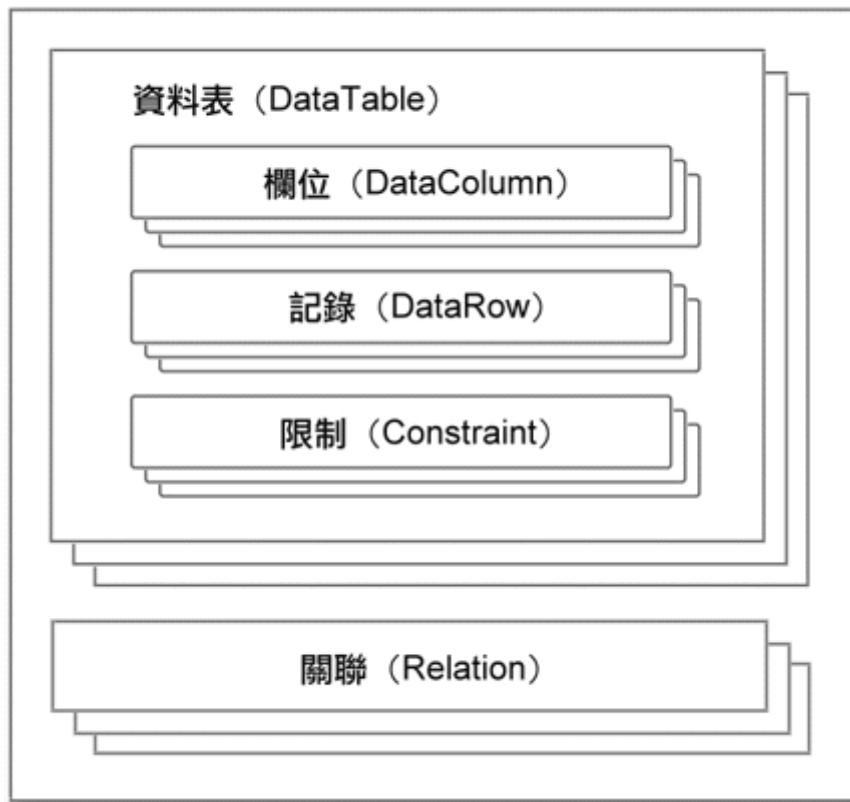 資料表（DataTable）
欄位（DataColumn）
記錄（DataRow）
限制（Constraint）
關聯（Relation）